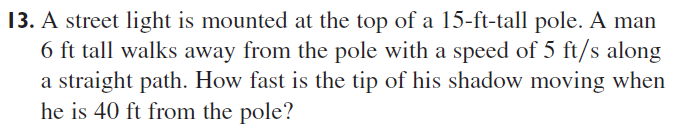 13. A street light is mounted at the top of a 15-ft-tall pole. A man
6 ft tall walks away from the pole with a speed of 5 ft/s along
a straight path. How fast is the tip of his shadow moving when
he is 40 ft from the pole?